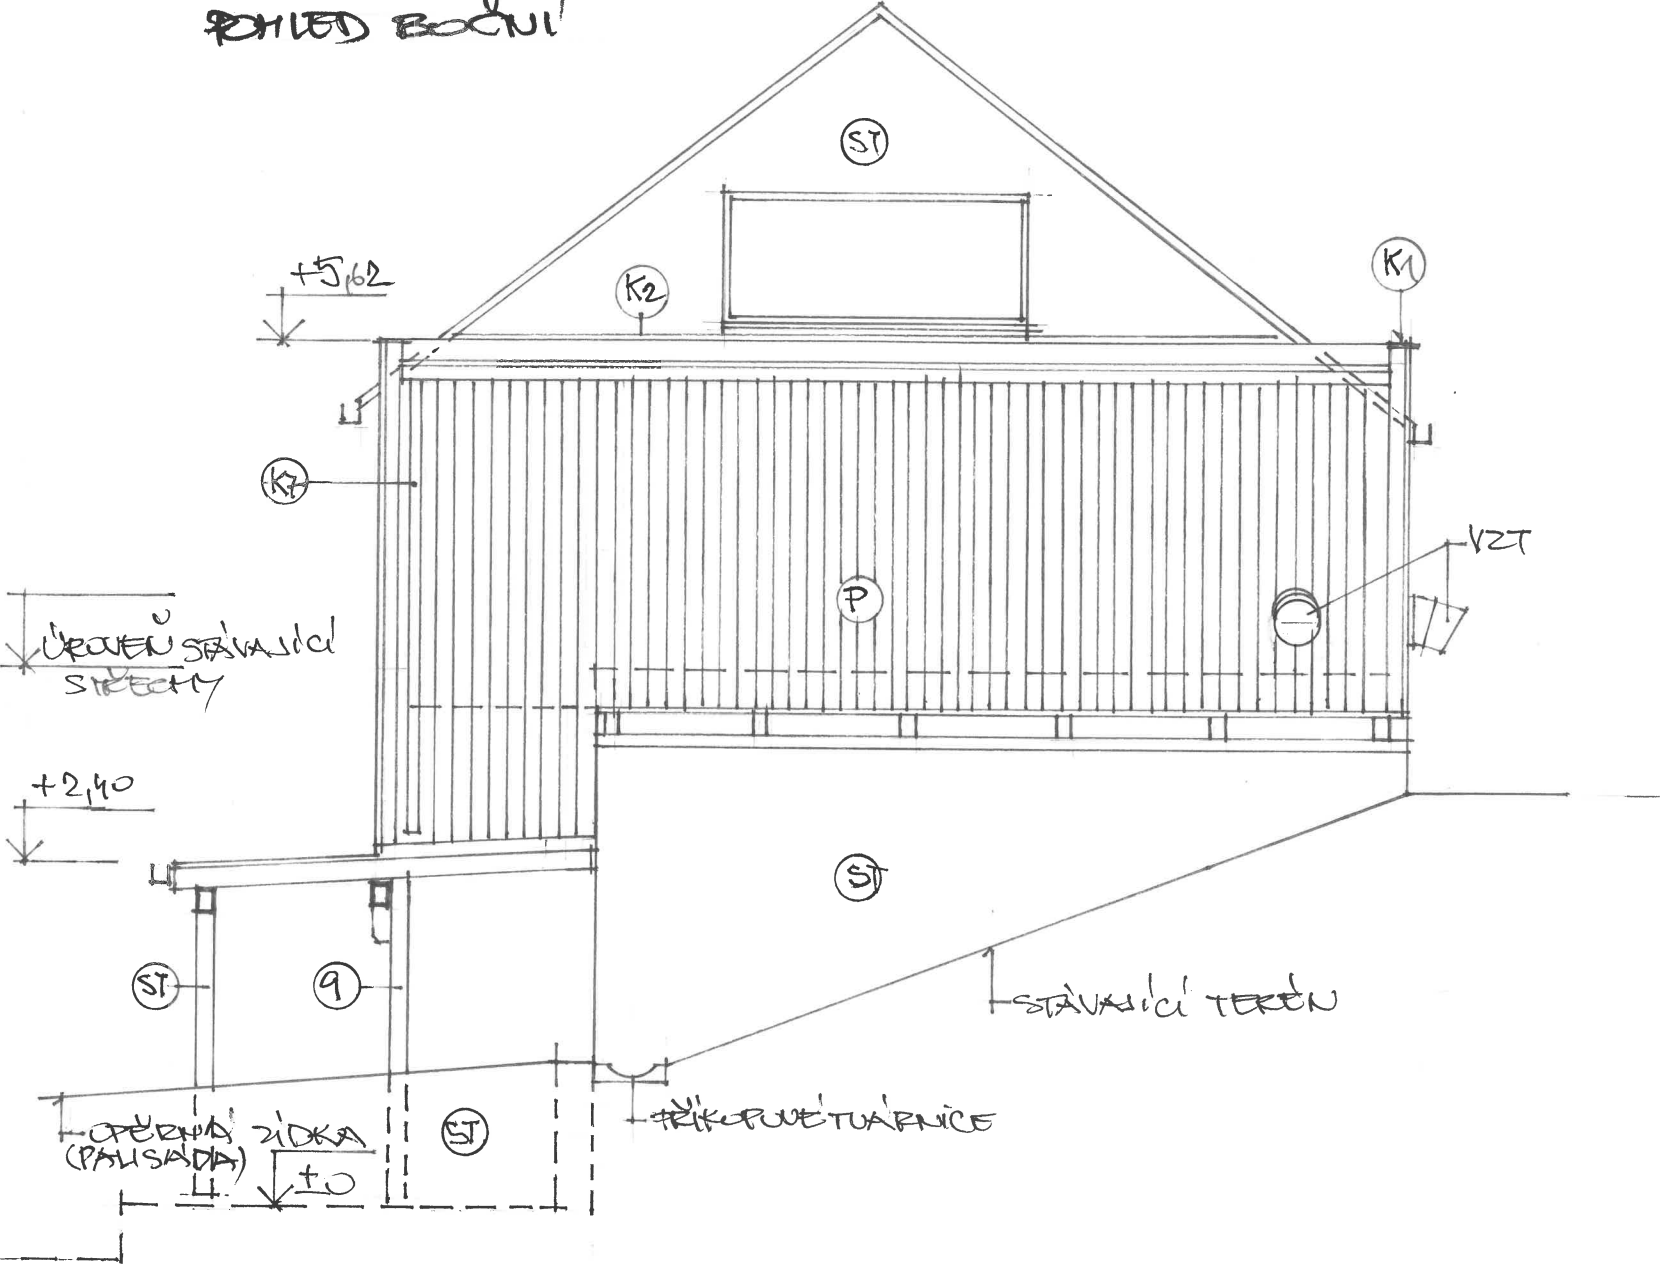 POHLED BOČNÍ
ST
K1
+5,62
K2
K7
VZT
P
ÚROVEŇ STÁVAJÍCÍ
STŘECHY
+2,40
ST
ST
9
STÁVAJÍCÍ TERÉN
PŘÍKOPOVÉ TVÁRNICE
OPĚRNÁ ZÍDKA
(PALISÁDA)
ST
±0